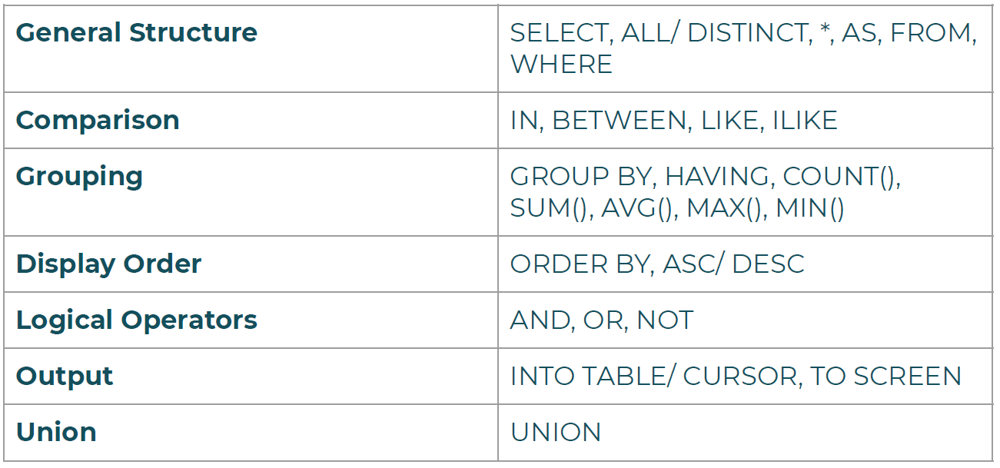 General Structure
SELECT, ALL/ DISTINCT, *, AS, FROM,
WHERE
Comparison
IN, BETWEEN, LIKE, ILIKE
Grouping
GROUP BY, HAVING, COUNT(),
SUM(), AVG(), MAX(), MIN()
Display Order
ORDER BY, ASC/ DESC
Logical Operators
AND, OR, NOT
Output
INTO TABLE/ CURSOR, TO SCREEN
Union
UNION